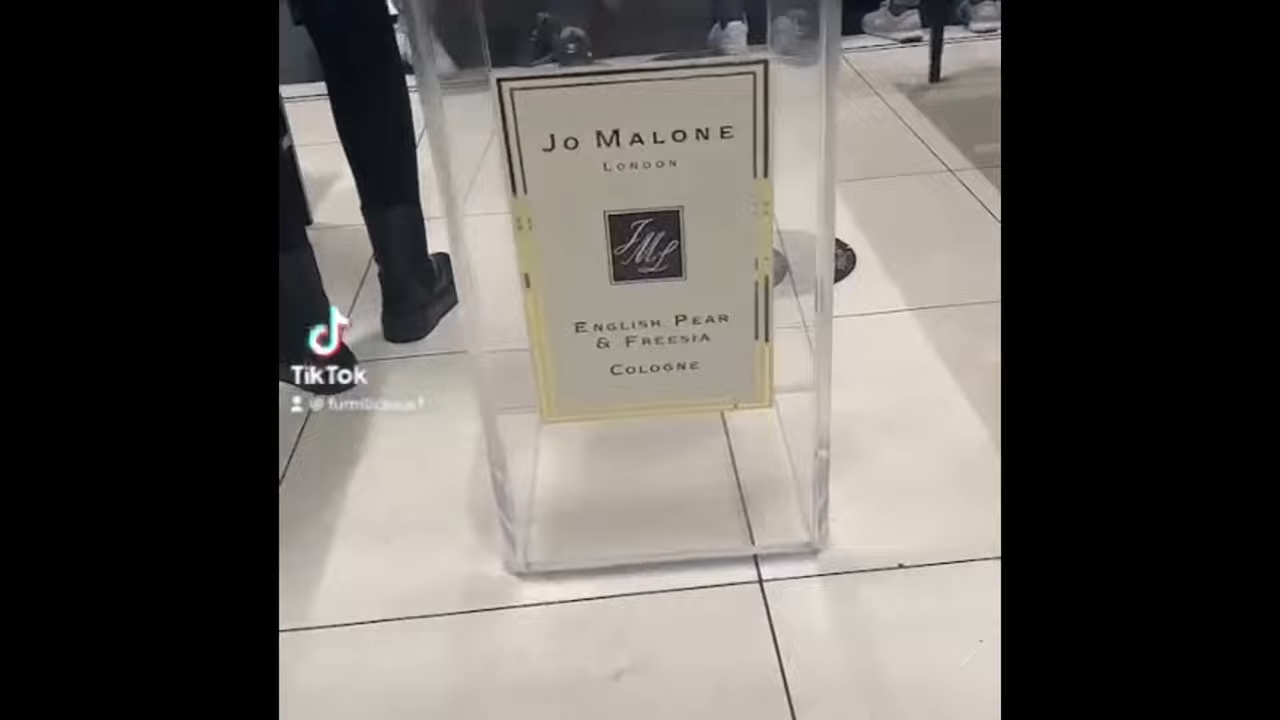 Jo Malone
London
JML
English Pear
& Freesia
Cologne
TikTok